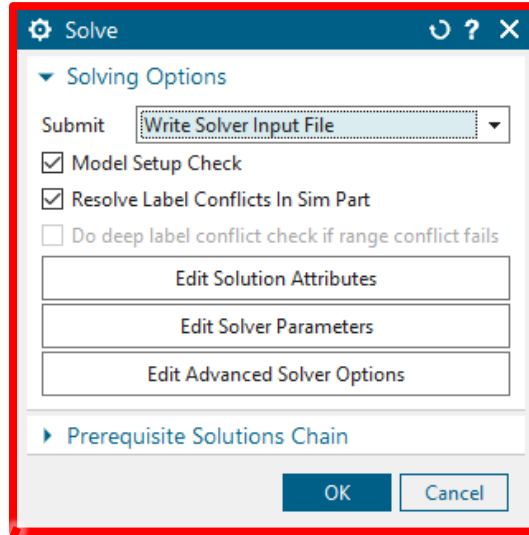 Solve
Solving Options
Submit Write Solver Input File
Model Setup Check
Resolve Label Conflicts In Sim Part
Do deep label conflict check if range conflict fails
Edit Solution Attributes
Edit Solver Parameters
Edit Advanced Solver Options
Prerequisite Solutions Chain
OK Cancel